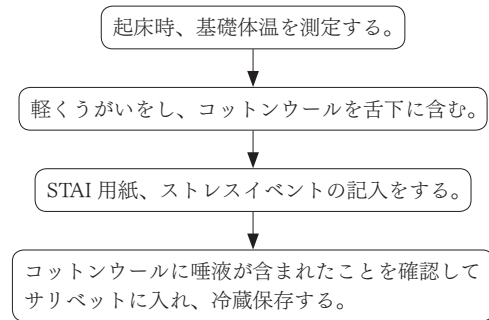 起床時、基礎体温を測定する。
軽くうがいをし、コットンウールを舌下に含む。
STAI 用紙、ストレスイベントの記入をする。
コットンウールに唾液が含まれたことを確認して
サリベットに入れ、冷蔵保存する。